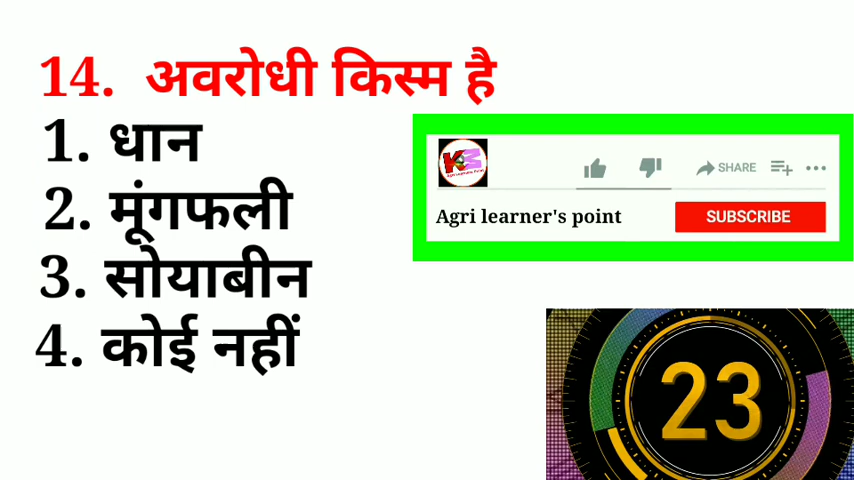 14. अवरोधी किस्म है
1. धान
2. मूंगफली
3. सोयाबीन
4. कोई नहीं
SHARE
Agri learner's point
SUBSCRIBE
23